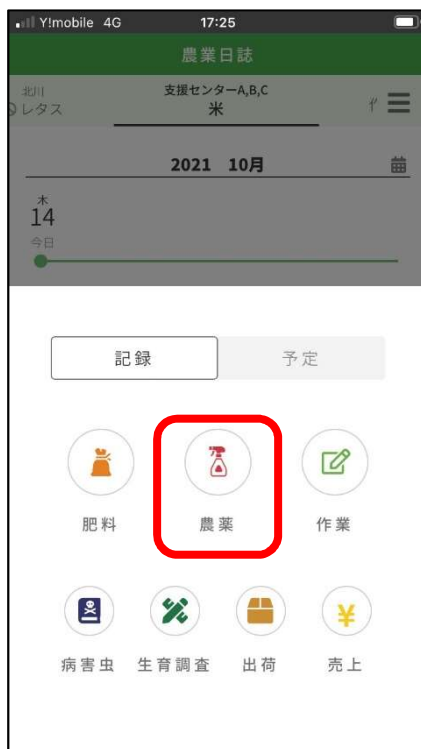 Y!mobile 4G 17:25
農業日誌
北川
レタス
支援センターA,B,C
米
2021 10月
木
14
今日
記録 予定
肥料 農薬 作業
病害虫 生育調査 出荷 売上